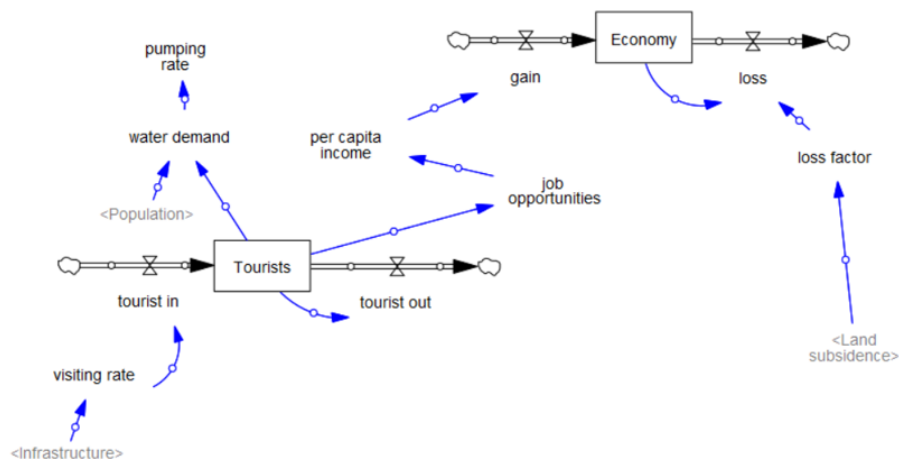 Economy
gain
loss
pumping
rate
water demand
per capita
income
loss factor
job
opportunities
<Population>
Tourists
tourist in
tourist out
<Land
subsidence>
visiting rate
<Infrastructure>